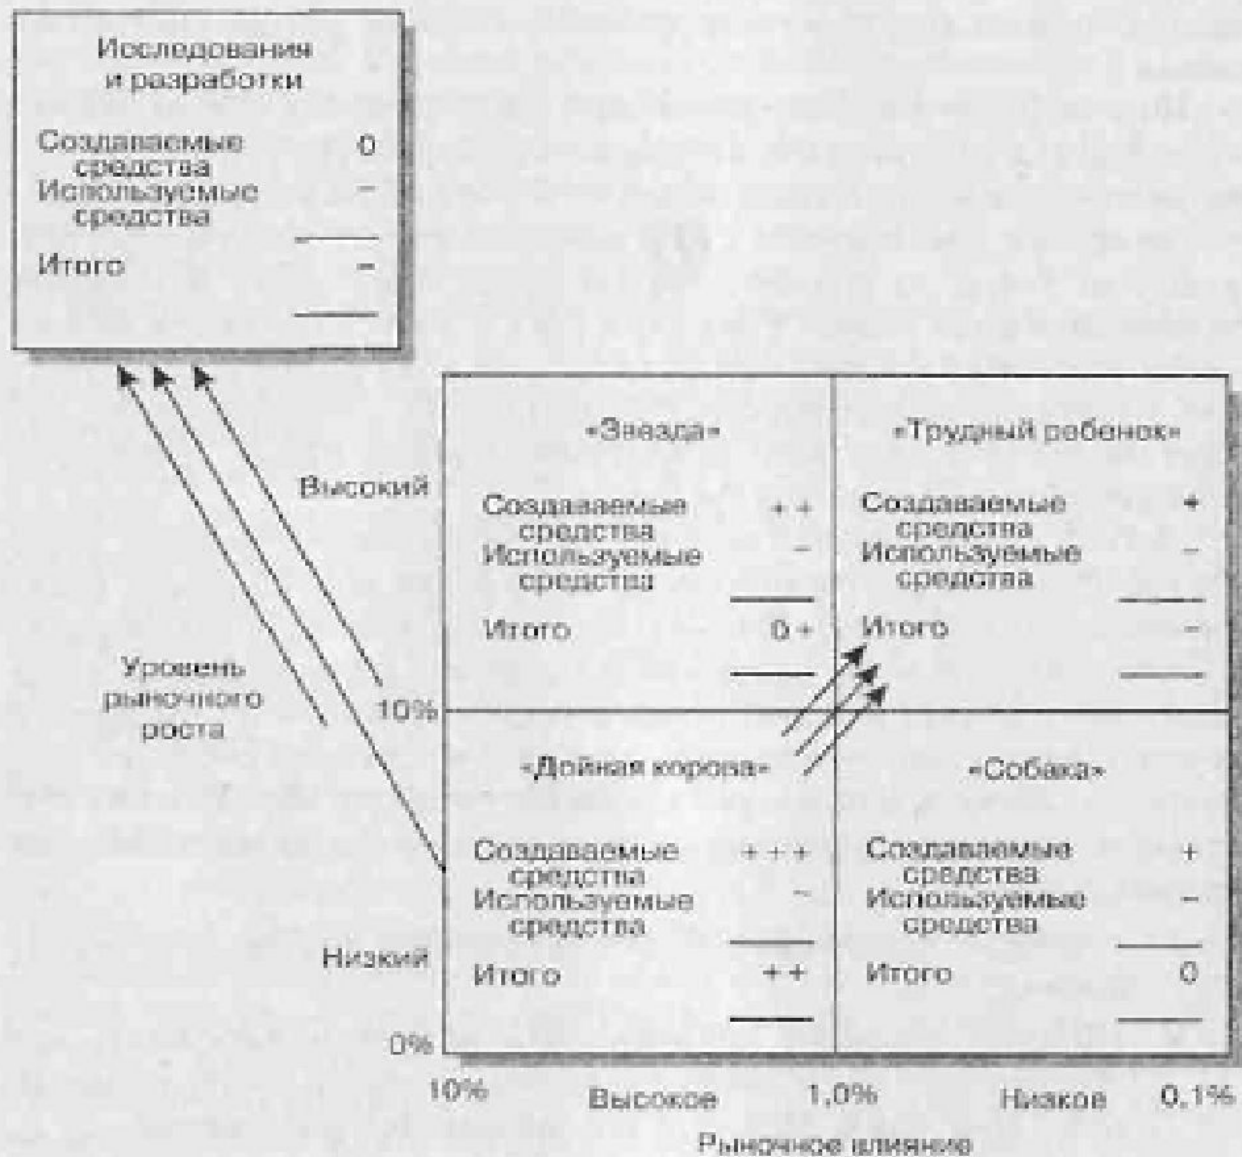 Исследования
и разработки
Создаваемые
средства 0
Используемые
средства –
Итого –
«Звезда»
Высокий
Создаваемые
средства + +
Используемые
средства –
Итого 0 +
«Трудный ребенок»
Создаваемые
средства +
Используемые
средства –
Итого –
Уровень
рыночного
роста
10%
«Дойная корова»
Создаваемые
средства + + +
Используемые
средства –
Низкий
Итого + +
«Собака»
Создаваемые
средства +
Используемые
средства –
Итого 0
0%
10% Высокое 1,0% Низкое 0,1%
Рыночное влияние